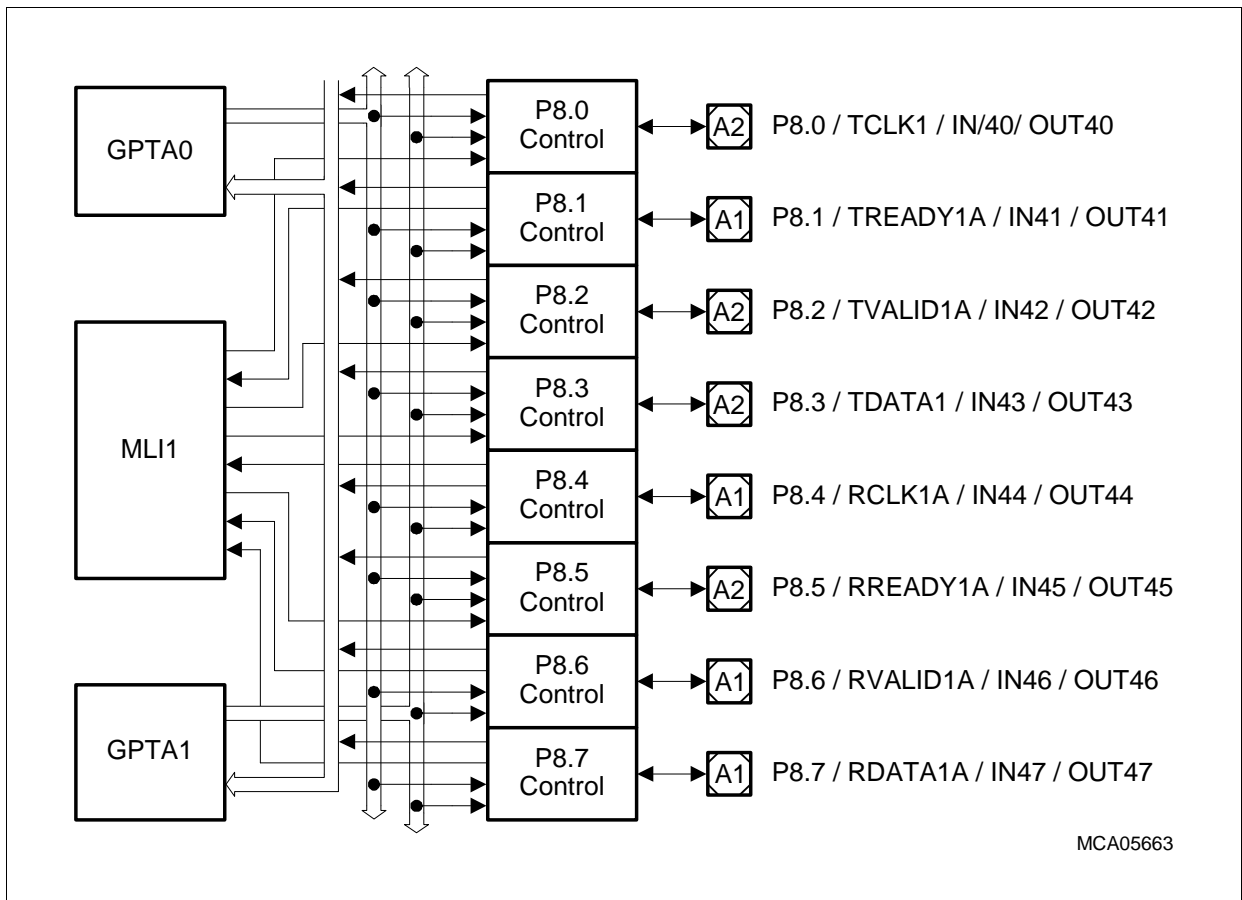 GPTA0
MLI1
GPTA1
P8.0
Control
A2 P8.0 / TCLK1 / IN/40/ OUT40
P8.1
Control
A1 P8.1 / TREADY1A / IN41 / OUT41
P8.2
Control
A2 P8.2 / TVALID1A / IN42 / OUT42
P8.3
Control
A2 P8.3 / TDATA1 / IN43 / OUT43
P8.4
Control
A1 P8.4 / RCLK1A / IN44 / OUT44
P8.5
Control
A2 P8.5 / RREADY1A / IN45 / OUT45
P8.6
Control
A1 P8.6 / RVALID1A / IN46 / OUT46
P8.7
Control
A1 P8.7 / RDATA1A / IN47 / OUT47
MCA05663